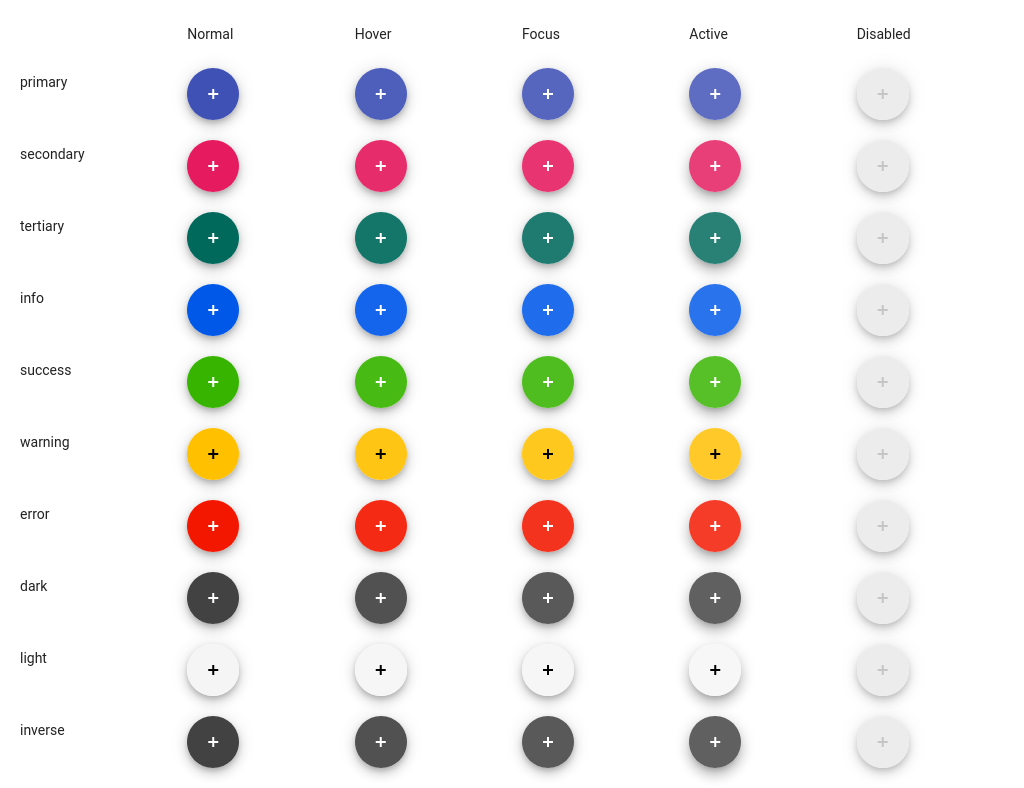 Normal Hover Focus Active Disabled
primary + + + + +
secondary + + + + +
tertiary + + + + +
info + + + + +
success + + + + +
warning + + + + +
error + + + + +
dark + + + + +
light + + + + +
inverse + + + + +